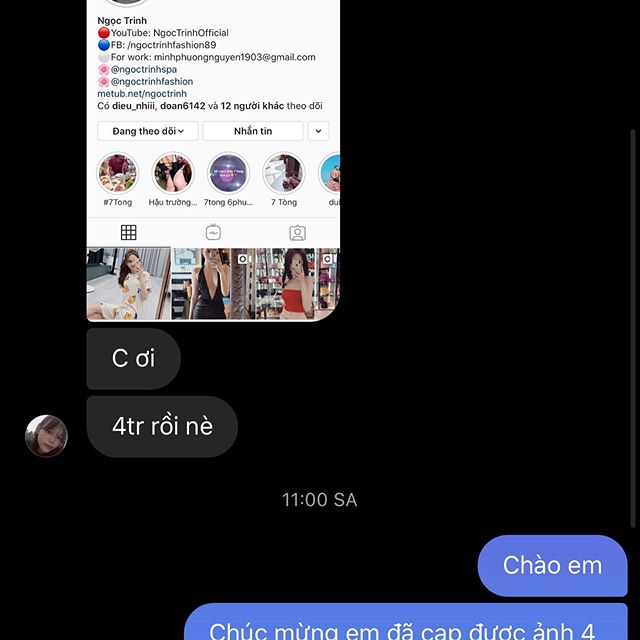 Ngọc Trinh
YouTube: NgocTrinhOfficial
FB: /ngoctrinhfashion89
For work: minhphuongnguyen1903@gmail.com
@ngoctrinhspa
@ngoctrinhfashion
metub.net/ngoctrinh
Có dieu_nhiii, doan6142 và 12 người khác theo dõi
Đang theo dõi
Nhắn tin
#7Tong
Hậu trường...
7tong 6phu...
7 Tòng
C ơi
4tr rồi nè
11:00 SA
Chào em
Chúc mừng em đã cap được ảnh 4